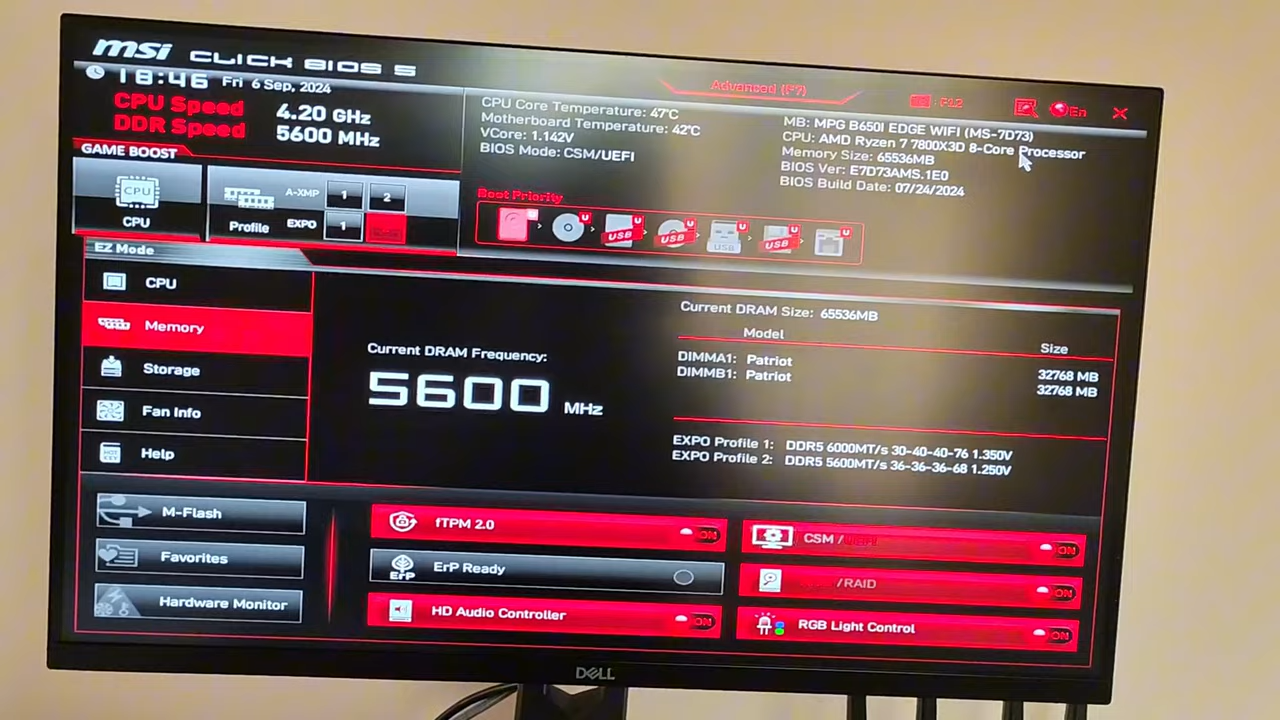 msi CLICK BIOS 5
18:46 Fri 6 Sep, 2024
CPU Speed 4.20 GHz
DDR Speed 5600 MHz
Advanced (F7)
: F12
En
X
CPU Core Temperature: 47°C
Motherboard Temperature: 42°C
VCore: 1.142V
BIOS Mode: CSM/UEFI
MB: MPG B650I EDGE WIFI (MS-7D73)
CPU: AMD Ryzen 7 7800X3D 8-Core Processor
Memory Size: 65536MB
BIOS Ver: E7D73AMS.1E0
BIOS Build Date: 07/24/2024
GAME BOOST
CPU
CPU
A-XMP 1 2
Profile EXPO 1
Boot Priority
U U U U U U U
USB USB USB USB
EZ Mode
CPU
Memory
Storage
Fan Info
HOT KEY Help
Current DRAM Frequency:
5600 MHz
Current DRAM Size: 65536MB
Model Size
DIMMA1: Patriot 32768 MB
DIMMB1: Patriot 32768 MB
EXPO Profile 1: DDR5 6000MT/s 30-40-40-76 1.350V
EXPO Profile 2: DDR5 5600MT/s 36-36-36-68 1.250V
M-Flash
Favorites
Hardware Monitor
fTPM 2.0 ON
ErP ErP Ready
HD Audio Controller ON
CSM / ON
/RAID ON
RGB Light Control ON
DELL